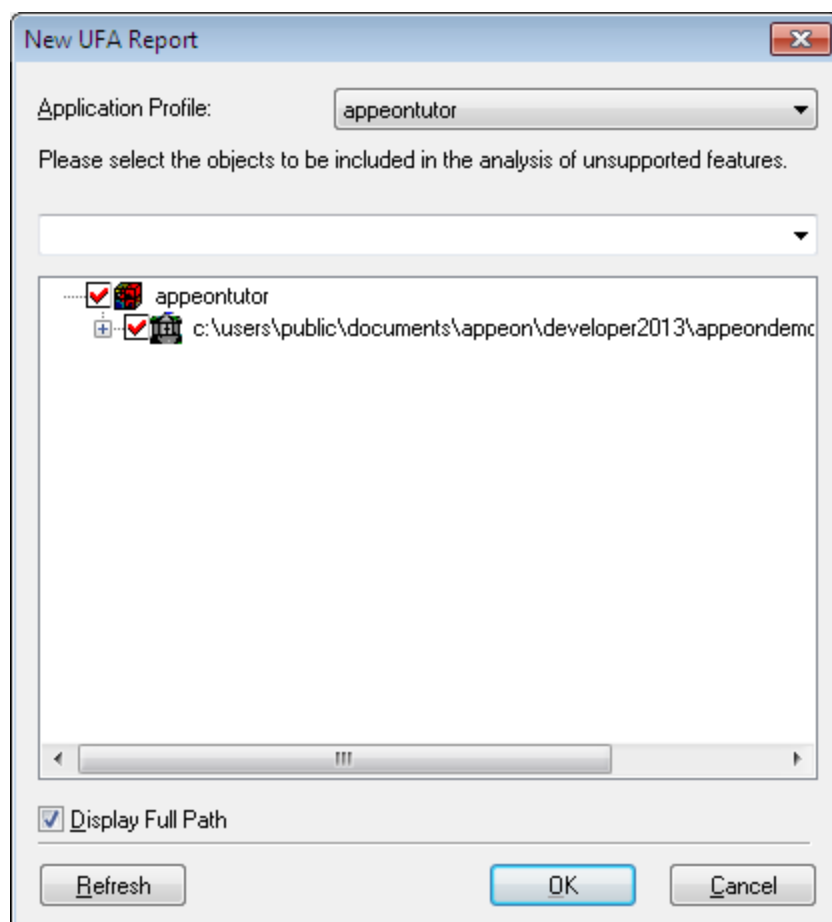 New UFA Report
Application Profile: appeontutor
Please select the objects to be included in the analysis of unsupported features.
appeontutor
c:\users\public\documents\appeon\developer2013\appeondemo
Display Full Path
Refresh OK Cancel